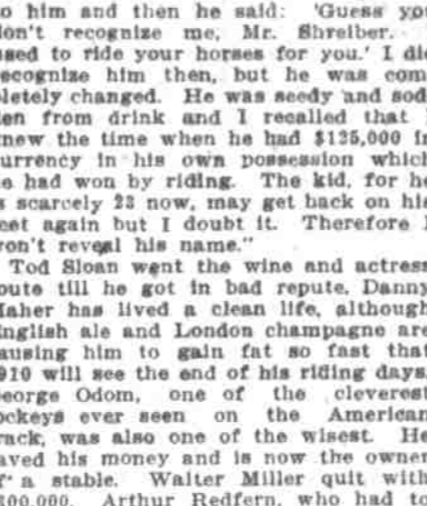 o him and then he said: 'Guess you
don't recognize me, Mr. Shreiber. I
used to ride your horses for you.' I did
recognize him then, but he was com-
pletely changed. He was seedy and sod-
den from drink and I recalled that I
knew the time when he had $125,000 in
currency in his own possession which
he had won by riding. The kid, for he
is scarcely 23 now, may get back on his
feet again but I doubt it. Therefore I
won't reveal his name."
Tod Sloan went the wine and actress
route till he got in bad repute. Danny
Maher has lived a clean life, although
English ale and London champagne are
causing him to gain fat so fast that
1910 will see the end of his riding days.
George Odom, one of the cleverest
jockeys ever seen on the American
track, was also one of the wisest. He
saved his money and is now the owner
of a stable. Walter Miller quit with
300,000. Arthur Redfern, who had to